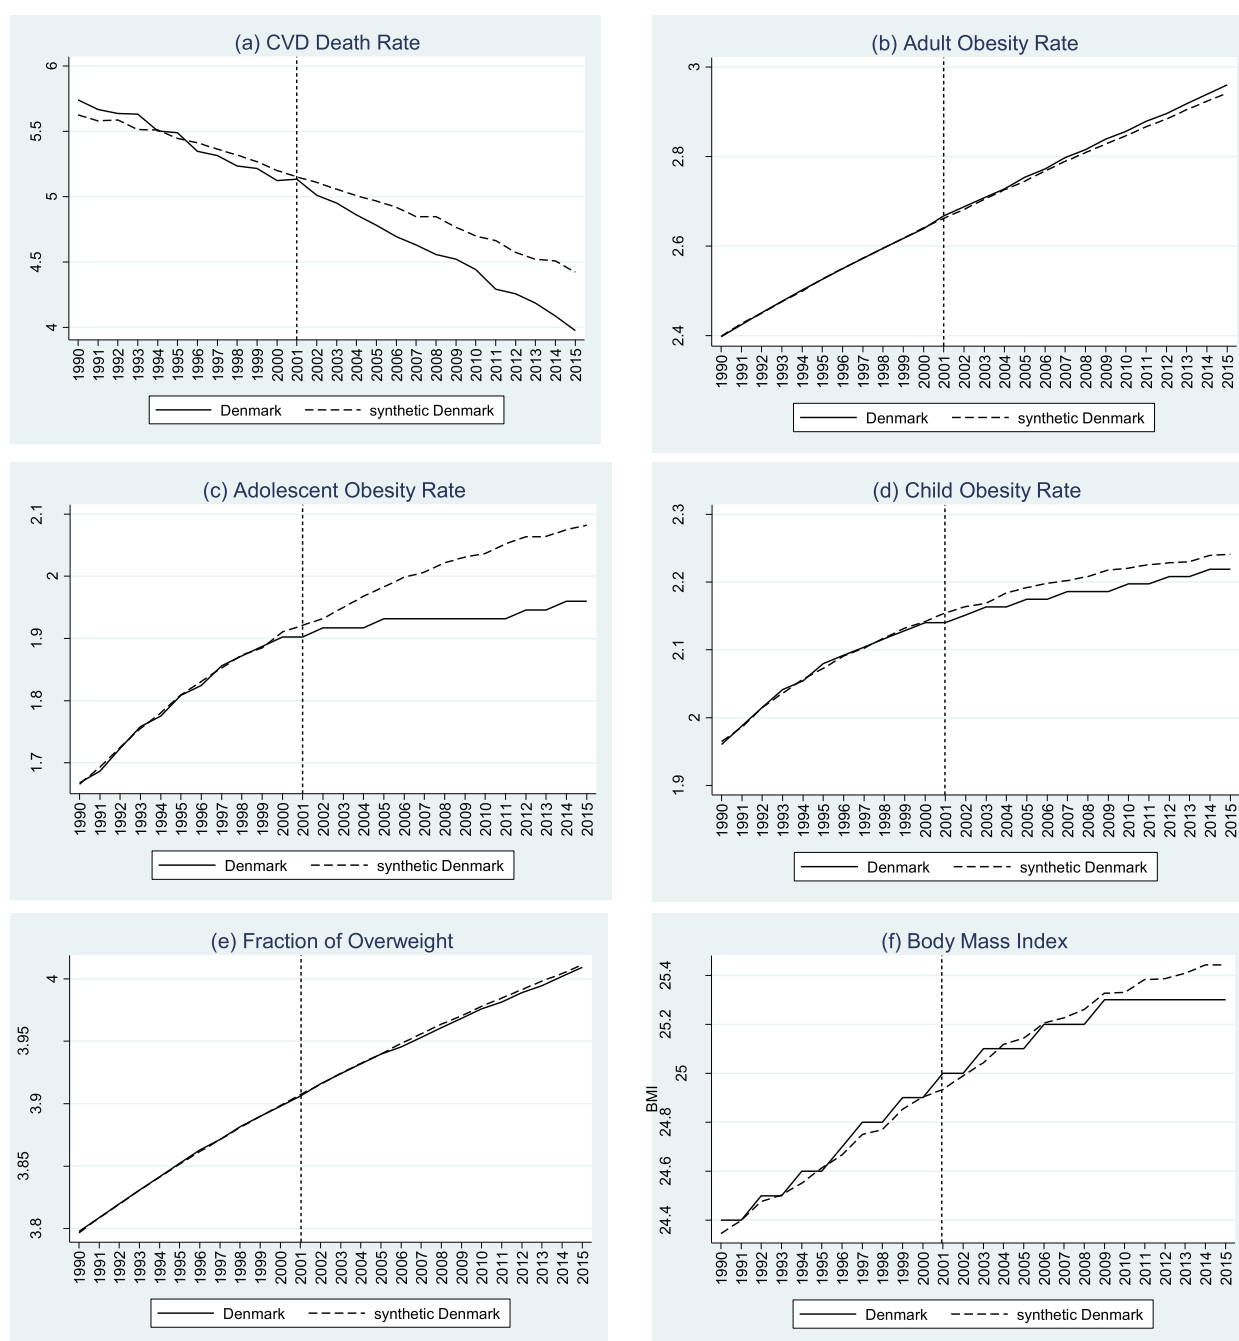 (a) CVD Death Rate
6
5.5
5
4.5
4
1990 1991 1992 1993 1994 1995 1996 1997 1998 1999 2000 2001 2002 2003 2004 2005 2006 2007 2008 2009 2010 2011 2012 2013 2014 2015
Denmark synthetic Denmark
(b) Adult Obesity Rate
3
2.8
2.6
2.4
1990 1991 1992 1993 1994 1995 1996 1997 1998 1999 2000 2001 2002 2003 2004 2005 2006 2007 2008 2009 2010 2011 2012 2013 2014 2015
Denmark synthetic Denmark
(c) Adolescent Obesity Rate
2.1
2
1.9
1.8
1.7
1990 1991 1992 1993 1994 1995 1996 1997 1998 1999 2000 2001 2002 2003 2004 2005 2006 2007 2008 2009 2010 2011 2012 2013 2014 2015
Denmark synthetic Denmark
(d) Child Obesity Rate
2.3
2.2
2.1
2
1.9
1990 1991 1992 1993 1994 1995 1996 1997 1998 1999 2000 2001 2002 2003 2004 2005 2006 2007 2008 2009 2010 2011 2012 2013 2014 2015
Denmark synthetic Denmark
(e) Fraction of Overweight
4
3.95
3.9
3.85
3.8
1990 1991 1992 1993 1994 1995 1996 1997 1998 1999 2000 2001 2002 2003 2004 2005 2006 2007 2008 2009 2010 2011 2012 2013 2014 2015
Denmark synthetic Denmark
(f) Body Mass Index
BMI
25.4
25.2
25
24.8
24.6
24.4
1990 1991 1992 1993 1994 1995 1996 1997 1998 1999 2000 2001 2002 2003 2004 2005 2006 2007 2008 2009 2010 2011 2012 2013 2014 2015
Denmark synthetic Denmark